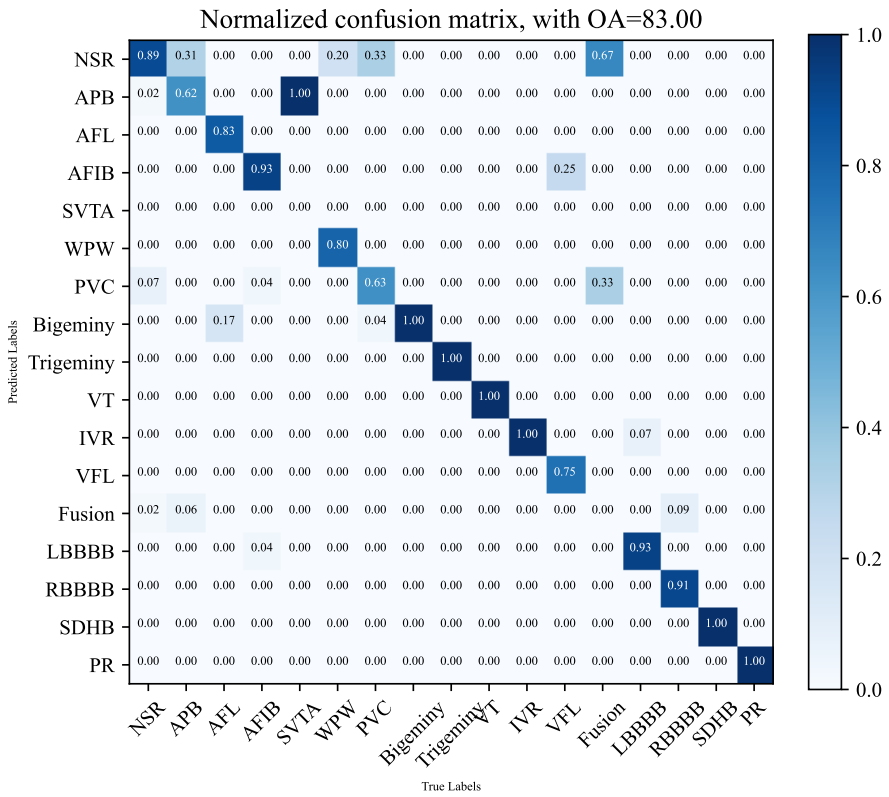 Normalized confusion matrix, with OA=83.00
NSR 0.89 0.31 0.00 0.00 0.00 0.20 0.33 0.00 0.00 0.00 0.00 0.00 0.67 0.00 0.00 0.00 0.00
APB 0.02 0.62 0.00 0.00 1.00 0.00 0.00 0.00 0.00 0.00 0.00 0.00 0.00 0.00 0.00 0.00 0.00
AFL 0.00 0.00 0.83 0.00 0.00 0.00 0.00 0.00 0.00 0.00 0.00 0.00 0.00 0.00 0.00 0.00 0.00
AFIB 0.00 0.00 0.00 0.93 0.00 0.00 0.00 0.00 0.00 0.00 0.00 0.25 0.00 0.00 0.00 0.00 0.00
SVTA 0.00 0.00 0.00 0.00 0.00 0.00 0.00 0.00 0.00 0.00 0.00 0.00 0.00 0.00 0.00 0.00 0.00
WPW 0.00 0.00 0.00 0.00 0.00 0.80 0.00 0.00 0.00 0.00 0.00 0.00 0.00 0.00 0.00 0.00 0.00
PVC 0.07 0.00 0.00 0.04 0.00 0.00 0.63 0.00 0.00 0.00 0.00 0.00 0.33 0.00 0.00 0.00 0.00
Bigeminy 0.00 0.00 0.17 0.00 0.00 0.00 0.04 1.00 0.00 0.00 0.00 0.00 0.00 0.00 0.00 0.00 0.00
Trigeminy 0.00 0.00 0.00 0.00 0.00 0.00 0.00 0.00 1.00 0.00 0.00 0.00 0.00 0.00 0.00 0.00 0.00
VT 0.00 0.00 0.00 0.00 0.00 0.00 0.00 0.00 0.00 1.00 0.00 0.00 0.00 0.00 0.00 0.00 0.00
IVR 0.00 0.00 0.00 0.00 0.00 0.00 0.00 0.00 0.00 0.00 1.00 0.00 0.00 0.07 0.00 0.00 0.00
VFL 0.00 0.00 0.00 0.00 0.00 0.00 0.00 0.00 0.00 0.00 0.00 0.75 0.00 0.00 0.00 0.00 0.00
Fusion 0.02 0.06 0.00 0.00 0.00 0.00 0.00 0.00 0.00 0.00 0.00 0.00 0.00 0.00 0.09 0.00 0.00
LBBBB 0.00 0.00 0.00 0.04 0.00 0.00 0.00 0.00 0.00 0.00 0.00 0.00 0.00 0.93 0.00 0.00 0.00
RBBBB 0.00 0.00 0.00 0.00 0.00 0.00 0.00 0.00 0.00 0.00 0.00 0.00 0.00 0.00 0.91 0.00 0.00
SDHB 0.00 0.00 0.00 0.00 0.00 0.00 0.00 0.00 0.00 0.00 0.00 0.00 0.00 0.00 0.00 1.00 0.00
PR 0.00 0.00 0.00 0.00 0.00 0.00 0.00 0.00 0.00 0.00 0.00 0.00 0.00 0.00 0.00 0.00 1.00
NSR APB AFL AFIB SVTA WPW PVC Bigeminy Trigeminy VT IVR VFL Fusion LBBBB RBBBB SDHB PR
Predicted Labels
True Labels
1.0
0.8
0.6
0.4
0.2
0.0